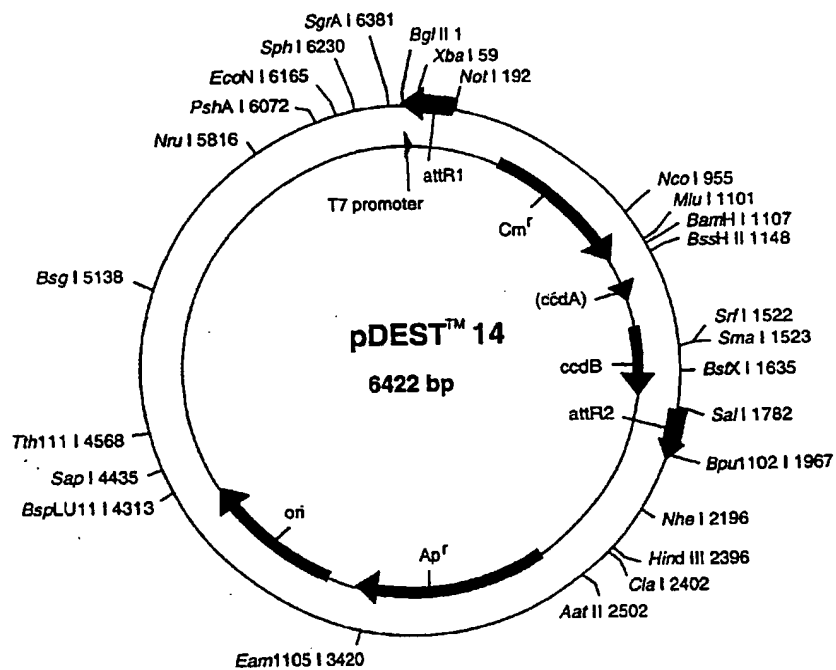 SgrA I 6381
Bgl II 1
Sph I 6230
Xba I 59
EcoN I 6165
Not I 192
PshA I 6072
Nru I 5816
attR1
T7 promoter
Nco I 955
Cmʳ
Mlu I 1101
BamH I 1107
BssH II 1148
Bsg I 5138
(ccdA)
Srf I 1522
pDEST™ 14
Sma I 1523
6422 bp
ccdB
BstX I 1635
attR2
Sal I 1782
Tth111 I 4568
Bpu1102 I 1967
Sap I 4435
BspLU11 I 4313
ori
Nhe I 2196
Apʳ
Hind III 2396
Cla I 2402
Aat II 2502
Eam1105 I 3420